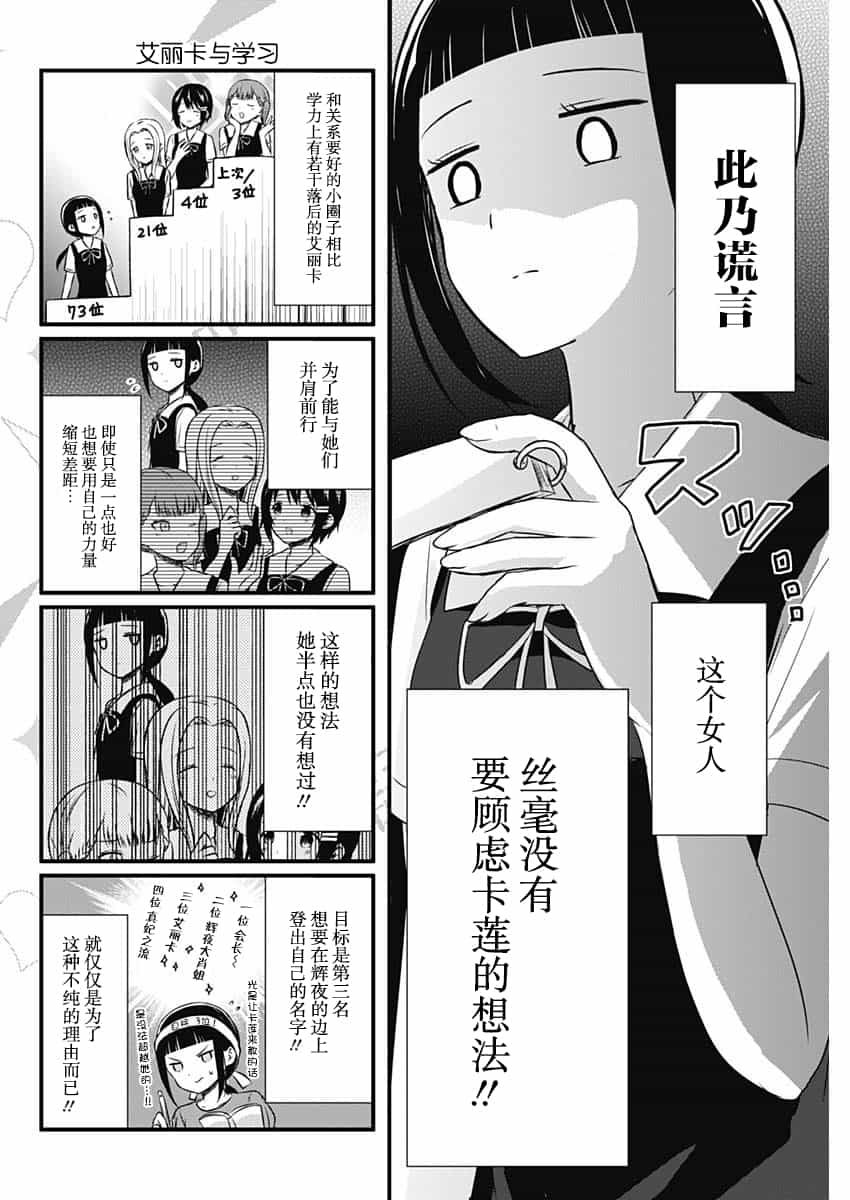 此乃谎言
スッ…
这个女人
丝毫没有
要顾虑卡莲的想法!!
艾丽卡与学习
和关系要好的小圈子相比
学力上有若干落后的艾丽卡
上次/
3位
4位
21位
73位
为了能与她们
并肩前行
即使只是一点也好
也想要用自己的力量
缩短差距…
这样的想法
她半点也没有想过!!
目标是第三名
想要在辉夜的边上
登出自己的名字!!
一位 会长~
二位 辉夜大小姐
三位 艾丽卡
四位 真妃之流
光是让卡莲来教的话
是没法超越她的…!!
目标 3位!
就仅仅是为了
这种不纯的理由而已!!